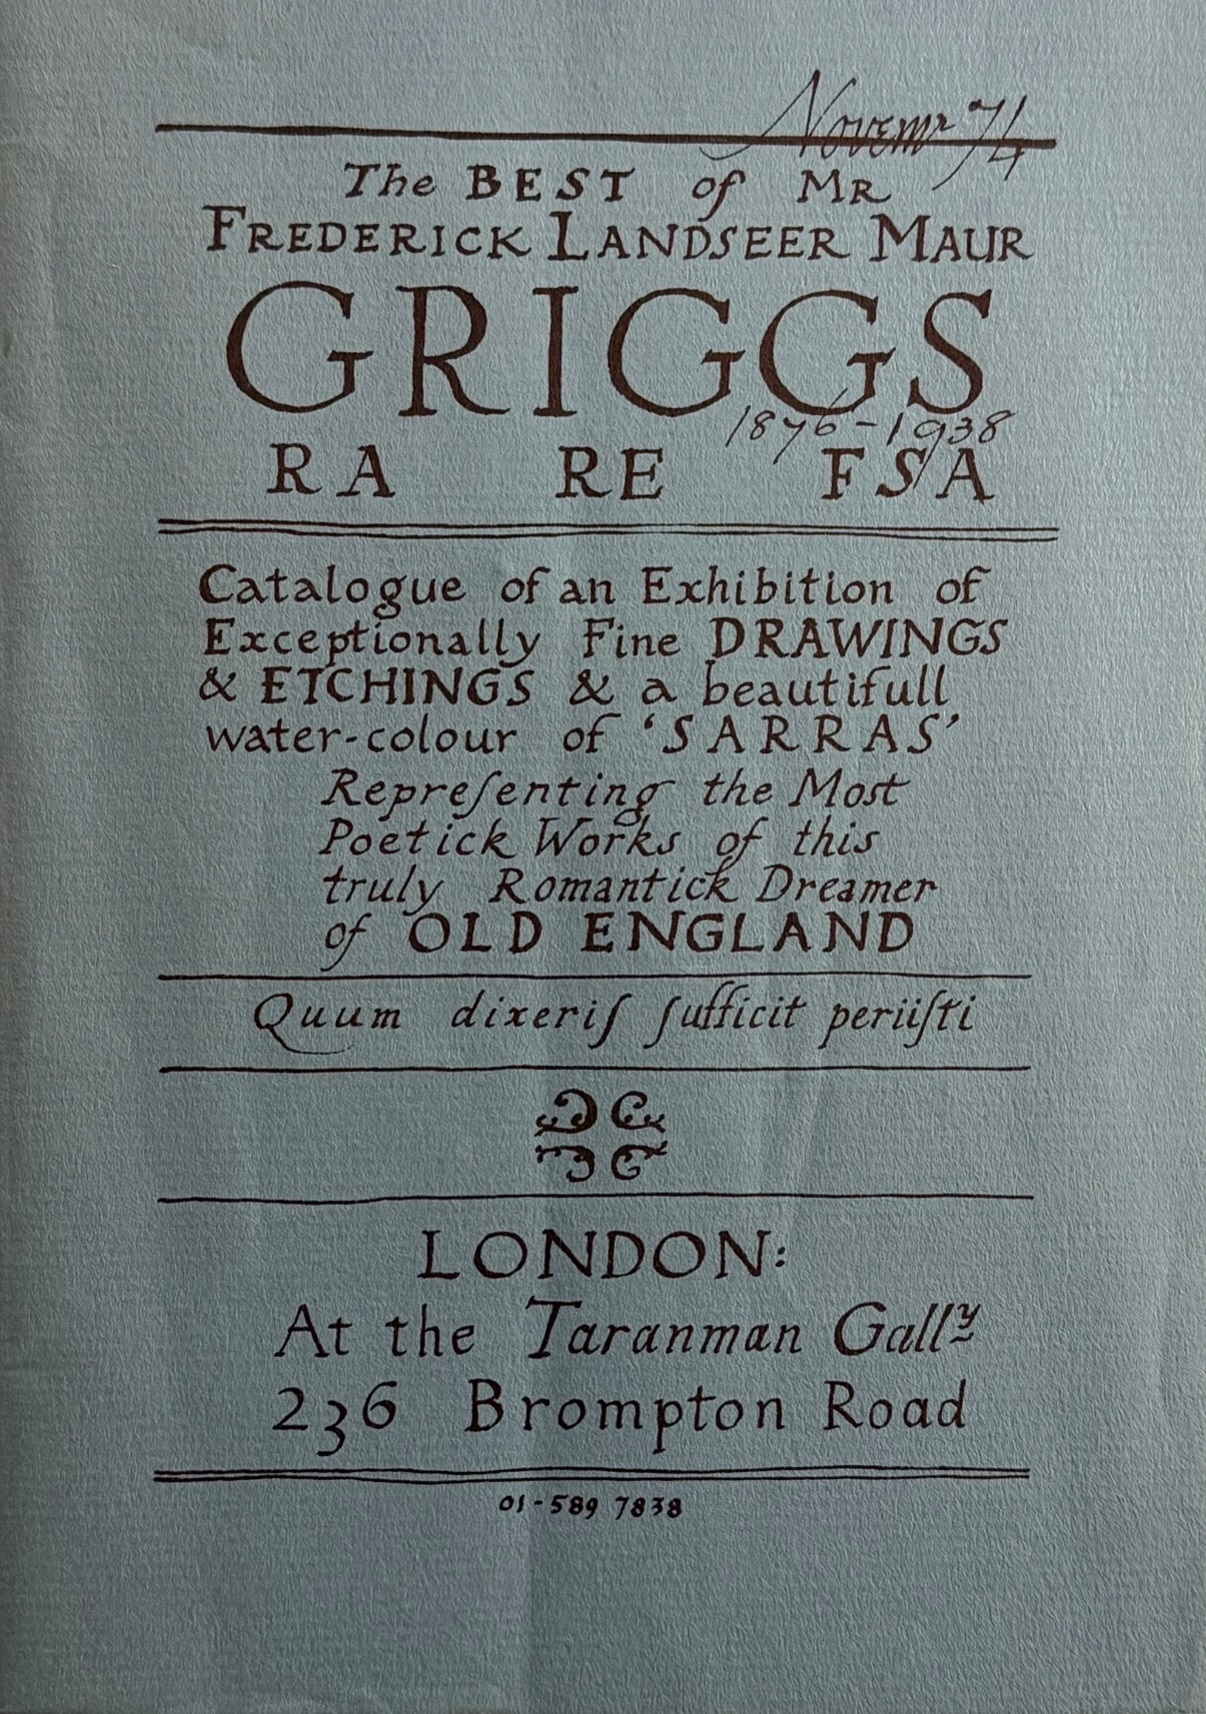 Novemr 74
The BEST of MR
FREDERICK LANDSEER MAUR
GRIGGS
1876-1938
RA RE FSA
Catalogue of an Exhibition of
Exceptionally Fine DRAWINGS
& ETCHINGS & a beautifull
water-colour of ‘SARRAS’
Repreſenting the Most
Poetick Works of this
truly Romantick Dreamer
of OLD ENGLAND
Quum dixeriſ ſufficit periiſti
LONDON:
At the Taranman Gallʸ
236 Brompton Road
01-589 7838